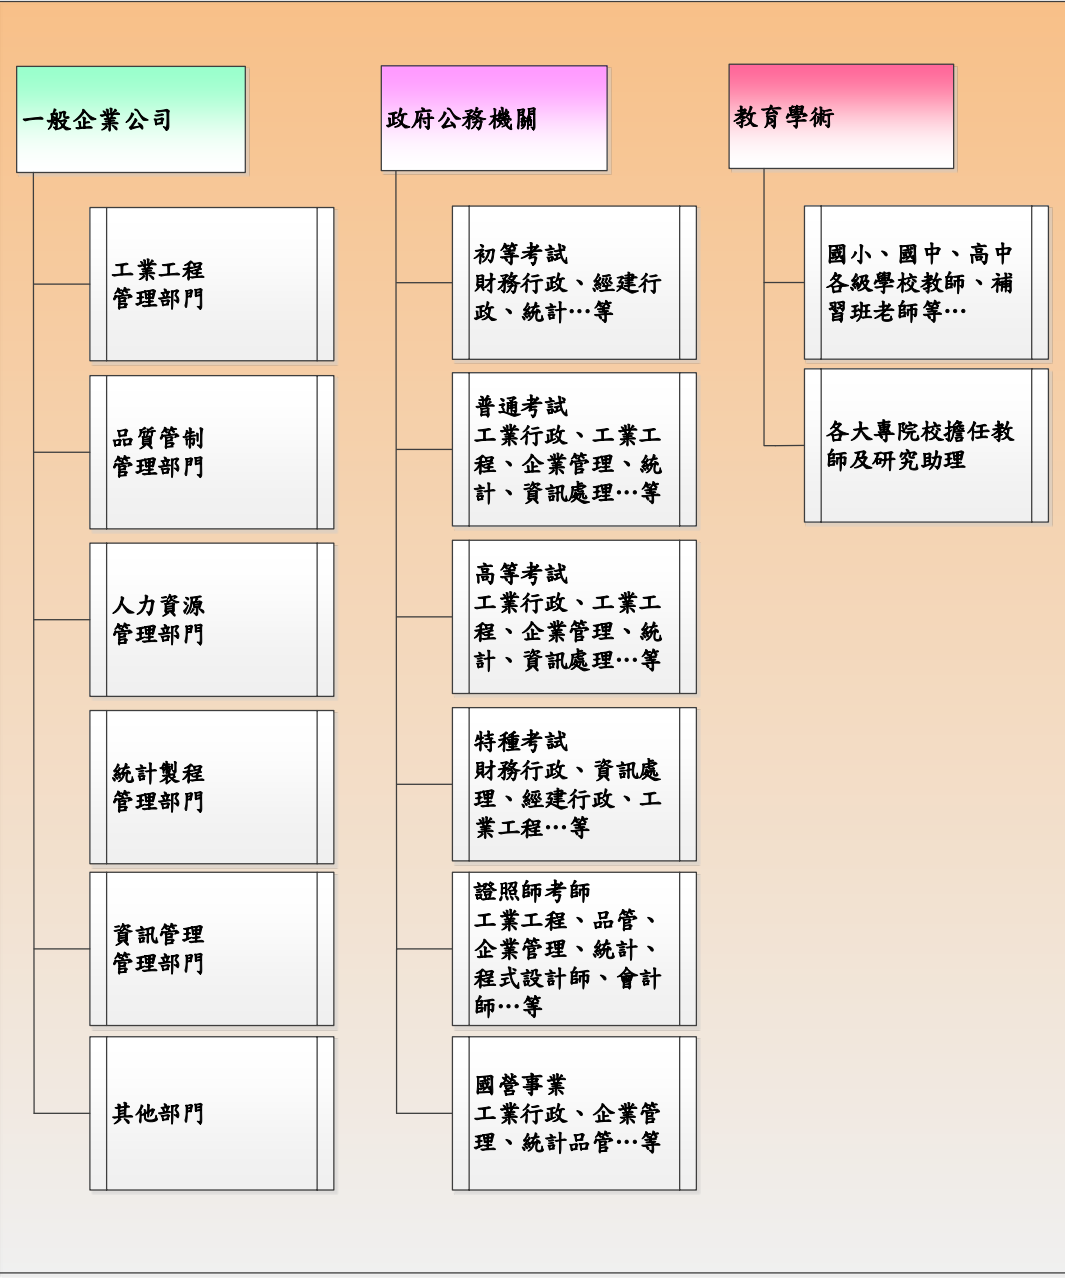 一般企業公司
工業工程
管理部門
品質管制
管理部門
人力資源
管理部門
統計製程
管理部門
資訊管理
管理部門
其他部門
政府公務機關
初等考試
財務行政、經建行
政、統計…等
普通考試
工業行政、工業工
程、企業管理、統
計、資訊處理…等
高等考試
工業行政、工業工
程、企業管理、統
計、資訊處理…等
特種考試
財務行政、資訊處
理、經建行政、工
業工程…等
證照師考師
工業工程、品管、
企業管理、統計、
程式設計師、會計
師…等
國營事業
工業行政、企業管
理、統計品管…等
教育學術
國小、國中、高中
各級學校教師、補
習班老師等…
各大專院校擔任教
師及研究助理